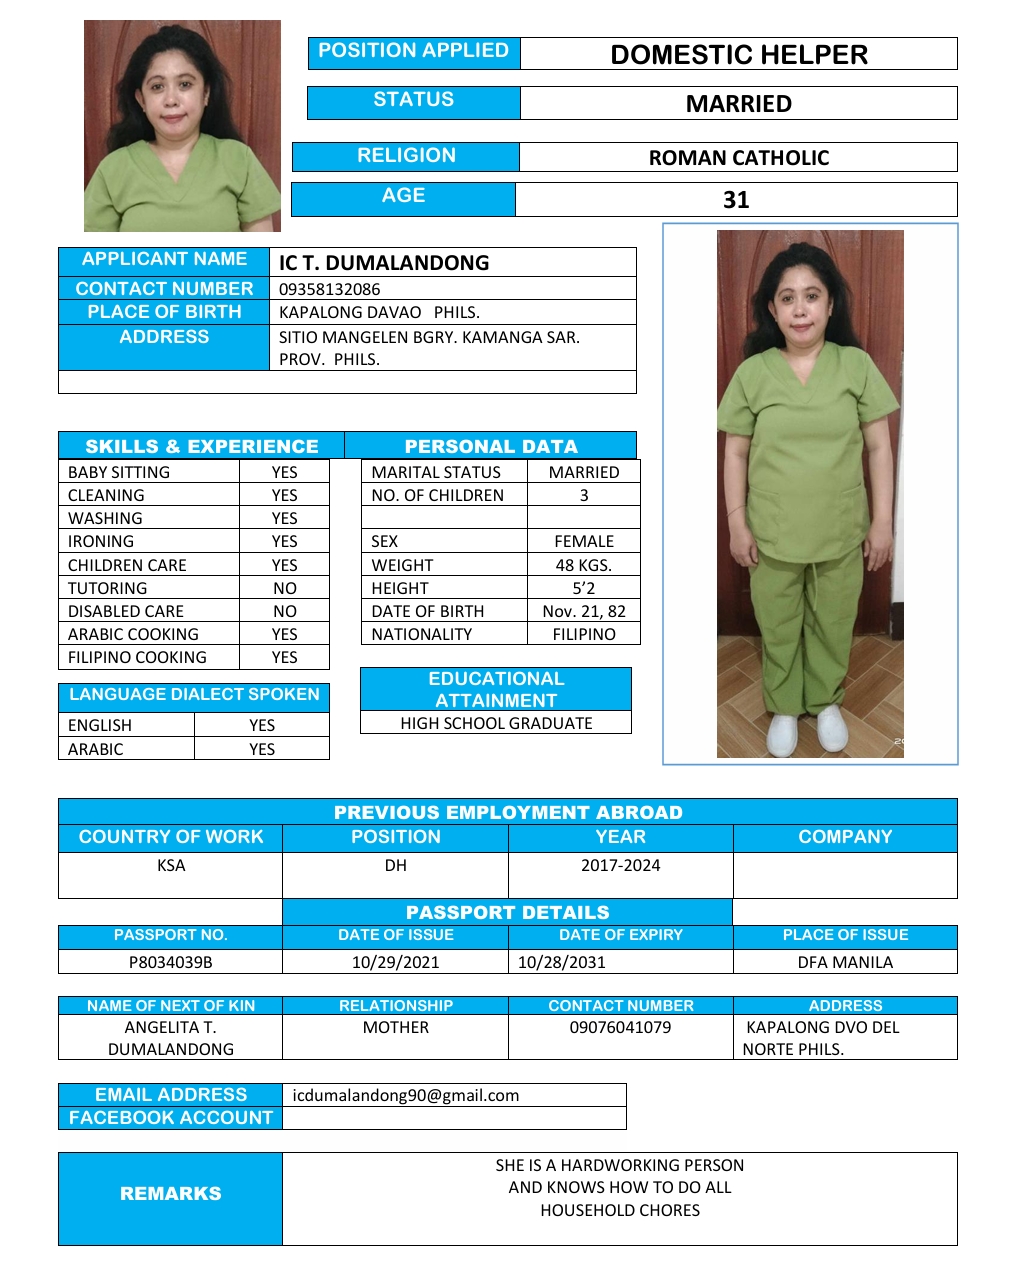 POSITION APPLIED DOMESTIC HELPER
STATUS MARRIED
RELIGION ROMAN CATHOLIC
AGE 31
APPLICANT NAME IC T. DUMALANDONG
CONTACT NUMBER 09358132086
PLACE OF BIRTH KAPALONG DAVAO PHILS.
ADDRESS SITIO MANGELEN BGRY. KAMANGA SAR.
PROV. PHILS.
SKILLS & EXPERIENCE PERSONAL DATA
BABY SITTING YES MARITAL STATUS MARRIED
CLEANING YES NO. OF CHILDREN 3
WASHING YES
IRONING YES SEX FEMALE
CHILDREN CARE YES WEIGHT 48 KGS.
TUTORING NO HEIGHT 5’2
DISABLED CARE NO DATE OF BIRTH Nov. 21, 82
ARABIC COOKING YES NATIONALITY FILIPINO
FILIPINO COOKING YES
LANGUAGE DIALECT SPOKEN
ENGLISH YES
ARABIC YES
EDUCATIONAL
ATTAINMENT
HIGH SCHOOL GRADUATE
PREVIOUS EMPLOYMENT ABROAD
COUNTRY OF WORK POSITION YEAR COMPANY
KSA DH 2017-2024
PASSPORT DETAILS
PASSPORT NO. DATE OF ISSUE DATE OF EXPIRY PLACE OF ISSUE
P8034039B 10/29/2021 10/28/2031 DFA MANILA
NAME OF NEXT OF KIN RELATIONSHIP CONTACT NUMBER ADDRESS
ANGELITA T. MOTHER 09076041079 KAPALONG DVO DEL
DUMALANDONG NORTE PHILS.
EMAIL ADDRESS icdumalandong90@gmail.com
FACEBOOK ACCOUNT
REMARKS
SHE IS A HARDWORKING PERSON
AND KNOWS HOW TO DO ALL
HOUSEHOLD CHORES